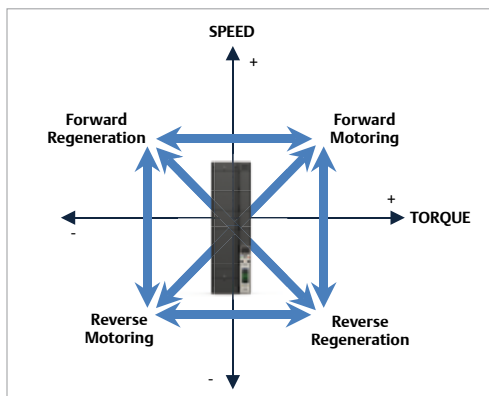 SPEED
+
Forward
Regeneration
Forward
Motoring
+
-
TORQUE
Reverse
Motoring
Reverse
Regeneration
-